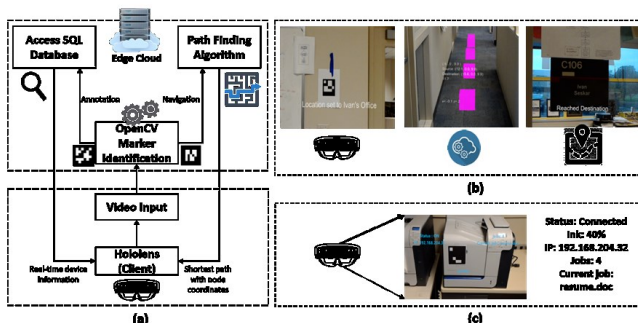 Access SQL
Database
Edge Cloud
Path Finding
Algorithm
Annotation
Navigation
OpenCV
Marker
identification
Video Input
Hololens
(Client)
Real-time device
information
Shortest path
with node
coordinates
(a)
Location set to Ivan's Office
C106
Ivan
Seskar
Reached Destination
(b)
Status: Connected
Ink: 40%
IP: 192.168.204.32
Jobs: 4
Current job:
resume.doc
(c)